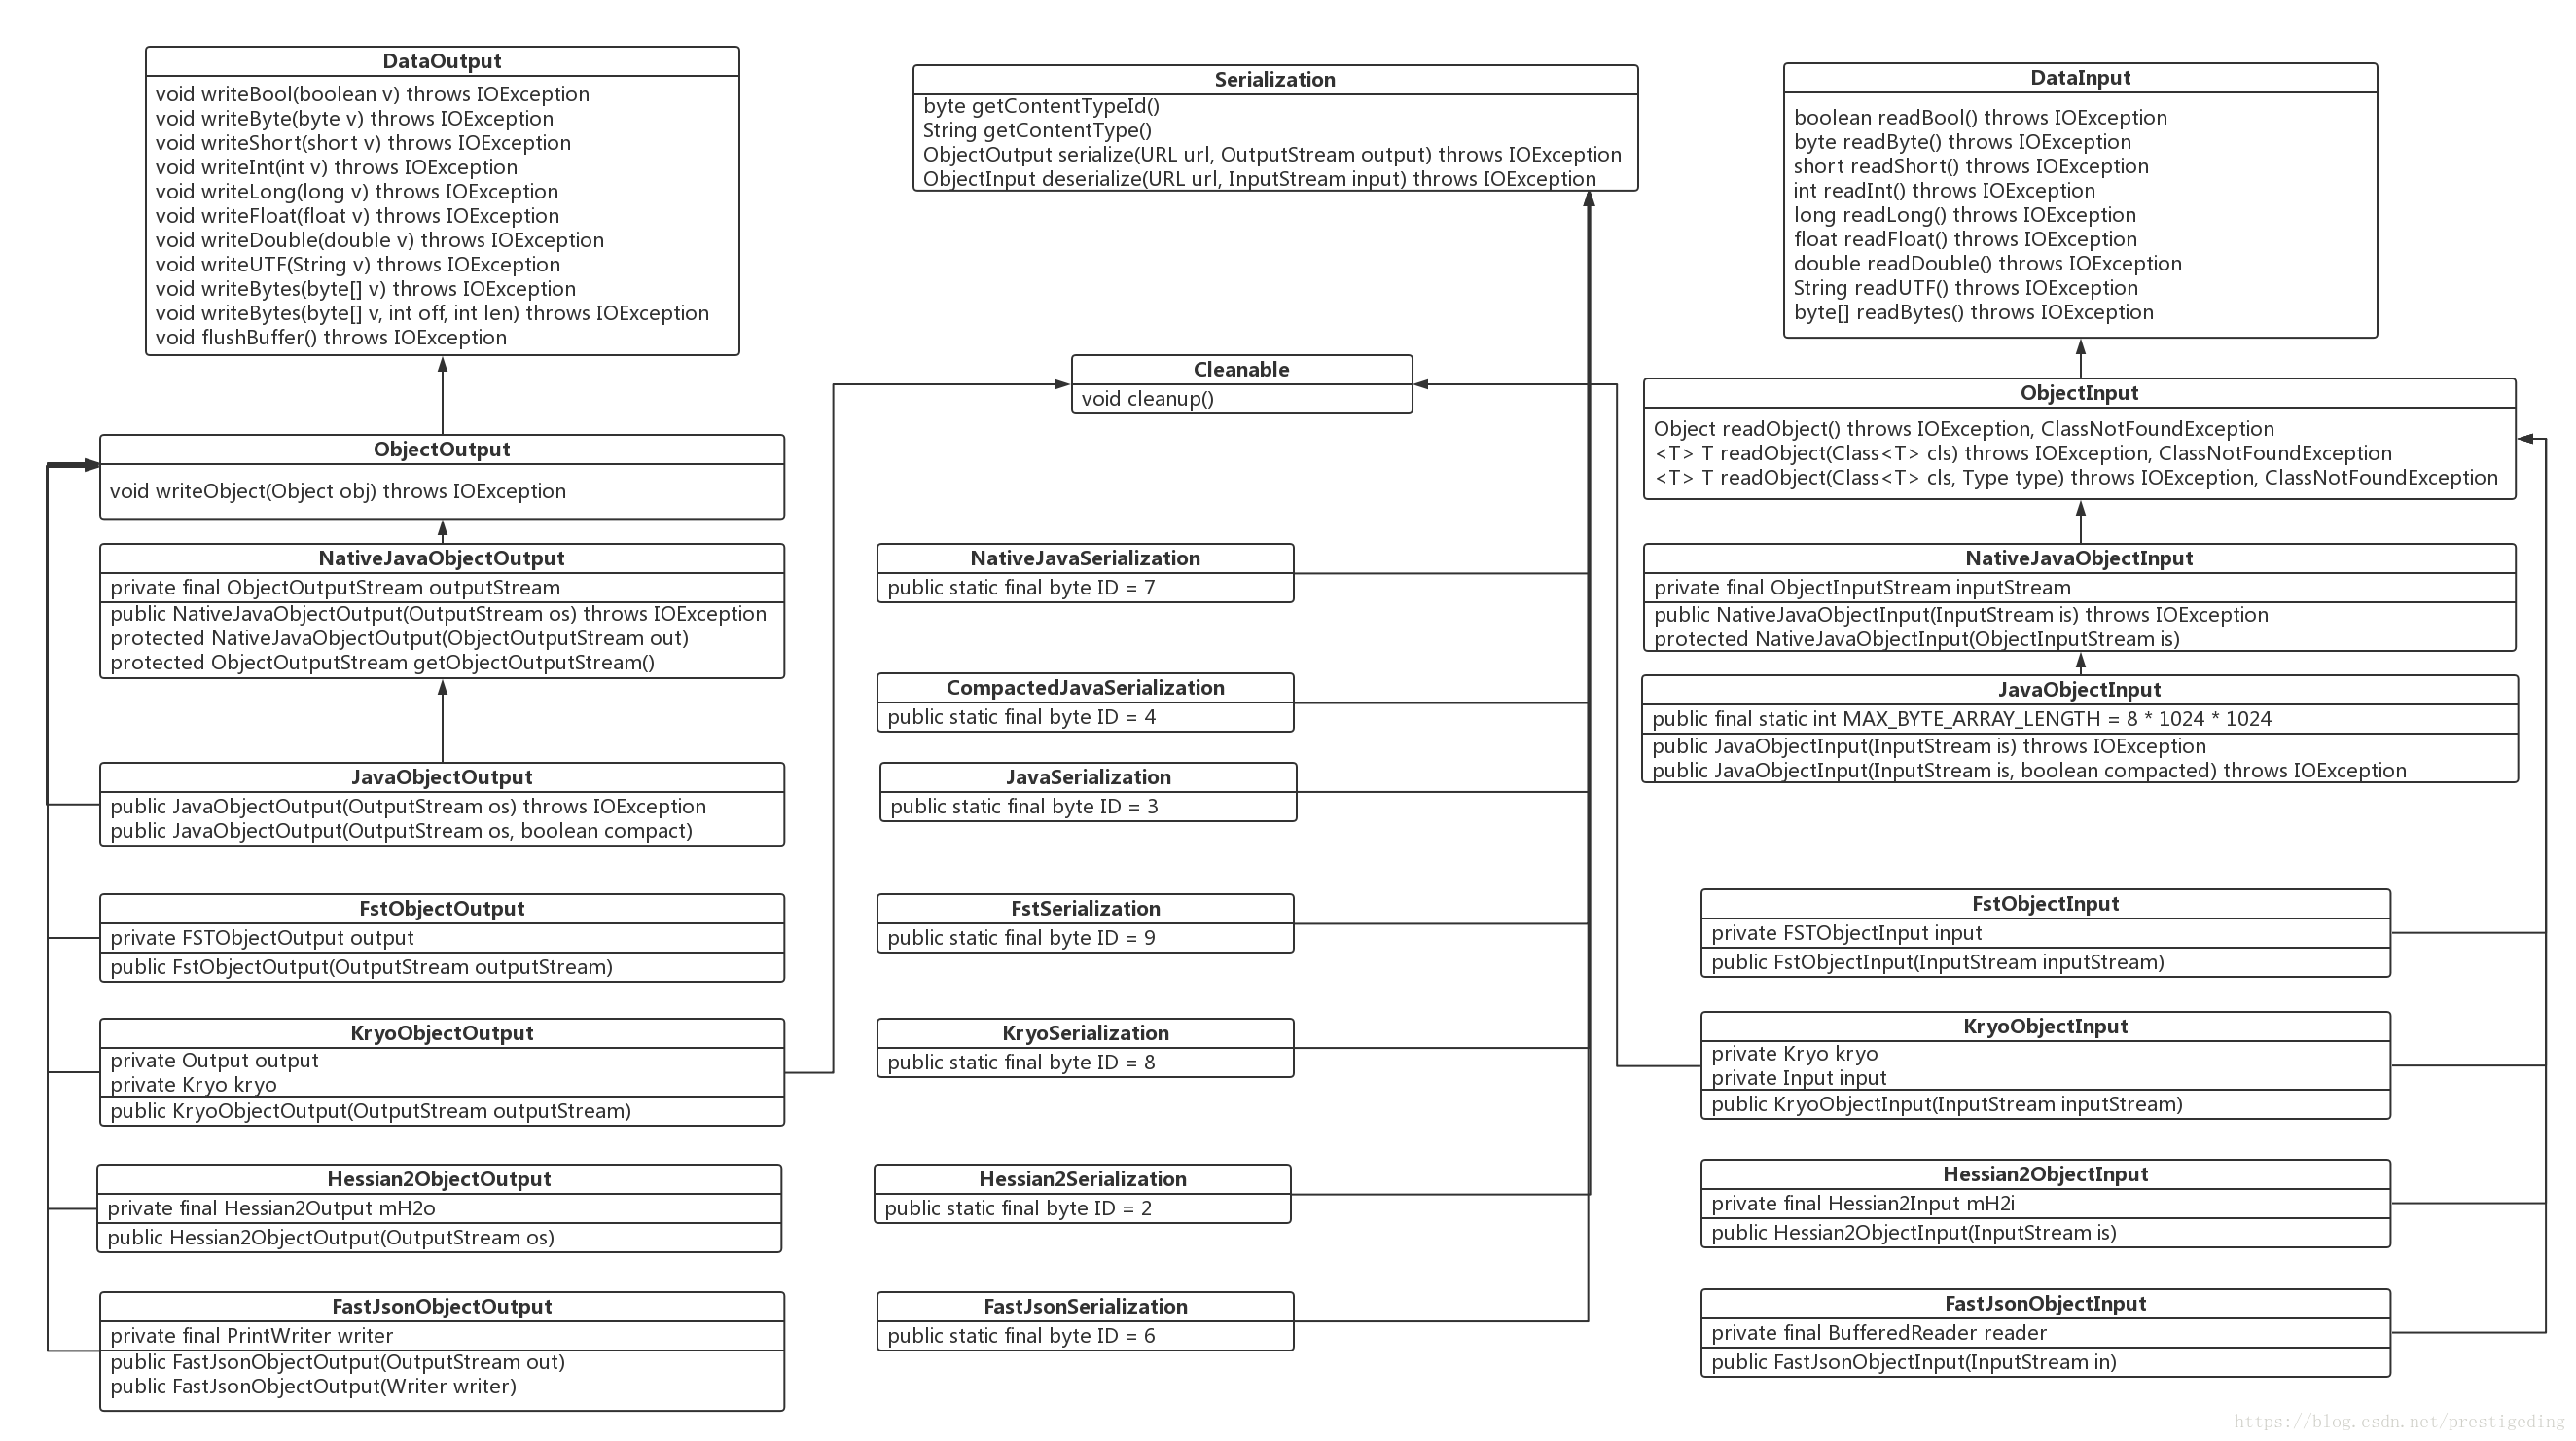 DataOutput
void writeBool(boolean v) throws IOException
void writeByte(byte v) throws IOException
void writeShort(short v) throws IOException
void writeInt(int v) throws IOException
void writeLong(long v) throws IOException
void writeFloat(float v) throws IOException
void writeDouble(double v) throws IOException
void writeUTF(String v) throws IOException
void writeBytes(byte[] v) throws IOException
void writeBytes(byte[] v, int off, int len) throws IOException
void flushBuffer() throws IOException
ObjectOutput
void writeObject(Object obj) throws IOException
NativeJavaObjectOutput
private final ObjectOutputStream outputStream
public NativeJavaObjectOutput(OutputStream os) throws IOException
protected NativeJavaObjectOutput(ObjectOutputStream out)
protected ObjectOutputStream getObjectOutputStream()
JavaObjectOutput
public JavaObjectOutput(OutputStream os) throws IOException
public JavaObjectOutput(OutputStream os, boolean compact)
FstObjectOutput
private FSTObjectOutput output
public FstObjectOutput(OutputStream outputStream)
KryoObjectOutput
private Output output
private Kryo kryo
public KryoObjectOutput(OutputStream outputStream)
Hessian2ObjectOutput
private final Hessian2Output mH2o
public Hessian2ObjectOutput(OutputStream os)
FastJsonObjectOutput
private final PrintWriter writer
public FastJsonObjectOutput(OutputStream out)
public FastJsonObjectOutput(Writer writer)
Serialization
byte getContentTypeId()
String getContentType()
ObjectOutput serialize(URL url, OutputStream output) throws IOException
ObjectInput deserialize(URL url, InputStream input) throws IOException
Cleanable
void cleanup()
NativeJavaSerialization
public static final byte ID = 7
CompactedJavaSerialization
public static final byte ID = 4
JavaSerialization
public static final byte ID = 3
FstSerialization
public static final byte ID = 9
KryoSerialization
public static final byte ID = 8
Hessian2Serialization
public static final byte ID = 2
FastJsonSerialization
public static final byte ID = 6
DataInput
boolean readBool() throws IOException
byte readByte() throws IOException
short readShort() throws IOException
int readInt() throws IOException
long readLong() throws IOException
float readFloat() throws IOException
double readDouble() throws IOException
String readUTF() throws IOException
byte[] readBytes() throws IOException
ObjectInput
Object readObject() throws IOException, ClassNotFoundException
<T> T readObject(Class<T> cls) throws IOException, ClassNotFoundException
<T> T readObject(Class<T> cls, Type type) throws IOException, ClassNotFoundException
NativeJavaObjectInput
private final ObjectInputStream inputStream
public NativeJavaObjectInput(InputStream is) throws IOException
protected NativeJavaObjectInput(ObjectInputStream is)
JavaObjectInput
public final static int MAX_BYTE_ARRAY_LENGTH = 8 * 1024 * 1024
public JavaObjectInput(InputStream is) throws IOException
public JavaObjectInput(InputStream is, boolean compacted) throws IOException
FstObjectInput
private FSTObjectInput input
public FstObjectInput(InputStream inputStream)
KryoObjectInput
private Kryo kryo
private Input input
public KryoObjectInput(InputStream inputStream)
Hessian2ObjectInput
private final Hessian2Input mH2i
public Hessian2ObjectInput(InputStream is)
FastJsonObjectInput
private final BufferedReader reader
public FastJsonObjectInput(InputStream in)
https://blog.csdn.net/prestigeding